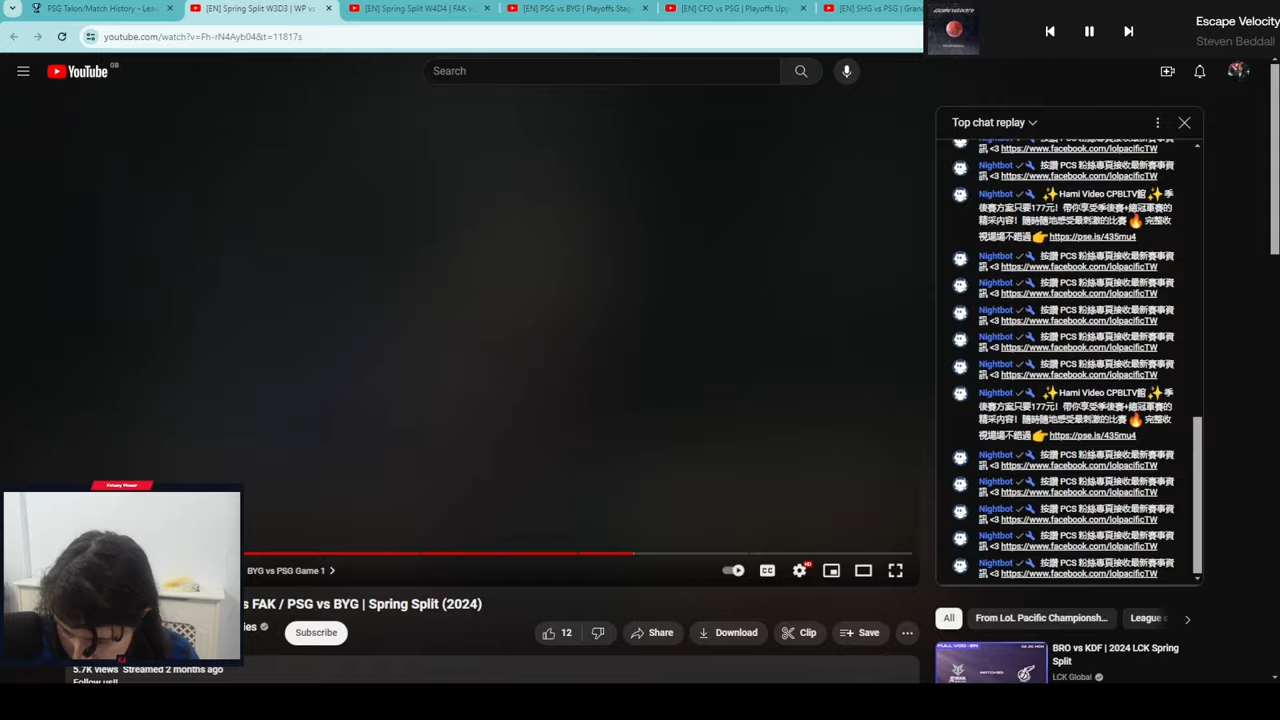 PSG Talon/Match History - Lea
[EN] Spring Split W3D3 | WP v
[EN] Spring Split W4D4 | FAK v
[EN] PSG vs BYG | Playoffs Stag
[EN] CFO vs PSG | Playoffs Upp
[EN] SHG vs PSG | Gran
Escape Velocity
Steven Beddall
youtube.com/watch?v=Fh-rN4Ayb04&t=11817s
YouTube GB
Search
Top chat replay
訊 <3 https://www.facebook.com/lolpacificTW
Nightbot 按讚 PCS 粉絲專頁接收最新賽事資
訊 <3 https://www.facebook.com/lolpacificTW
Nightbot ✨Hami Video CPBLTV館 ✨季
後賽方案只要177元！帶你享受季後賽+總冠軍賽的
精采內容！隨時隨地感受最刺激的比賽🔥完整收
視場場不錯過👉https://pse.is/435mu4
Nightbot 按讚 PCS 粉絲專頁接收最新賽事資
訊 <3 https://www.facebook.com/lolpacificTW
Nightbot 按讚 PCS 粉絲專頁接收最新賽事資
訊 <3 https://www.facebook.com/lolpacificTW
Nightbot 按讚 PCS 粉絲專頁接收最新賽事資
訊 <3 https://www.facebook.com/lolpacificTW
Nightbot 按讚 PCS 粉絲專頁接收最新賽事資
訊 <3 https://www.facebook.com/lolpacificTW
Nightbot 按讚 PCS 粉絲專頁接收最新賽事資
訊 <3 https://www.facebook.com/lolpacificTW
Nightbot ✨Hami Video CPBLTV館 ✨季
後賽方案只要177元！帶你享受季後賽+總冠軍賽的
精采內容！隨時隨地感受最刺激的比賽🔥完整收
視場場不錯過👉https://pse.is/435mu4
Nightbot 按讚 PCS 粉絲專頁接收最新賽事資
訊 <3 https://www.facebook.com/lolpacificTW
Nightbot 按讚 PCS 粉絲專頁接收最新賽事資
訊 <3 https://www.facebook.com/lolpacificTW
Nightbot 按讚 PCS 粉絲專頁接收最新賽事資
訊 <3 https://www.facebook.com/lolpacificTW
Nightbot 按讚 PCS 粉絲專頁接收最新賽事資
訊 <3 https://www.facebook.com/lolpacificTW
Nightbot 按讚 PCS 粉絲專頁接收最新賽事資
訊 <3 https://www.facebook.com/lolpacificTW
Kelsey Moser
BYG vs PSG Game 1
CC
HD
s FAK / PSG vs BYG | Spring Split (2024)
ies
Subscribe
12
Share
Download
Clip
Save
5.7K views Streamed 2 months ago
Follow us!!
All
From LoL Pacific Championsh...
League o
FULL VOD-EN
BRO vs KDF | 2024 LCK Spring
Split
LCK Global